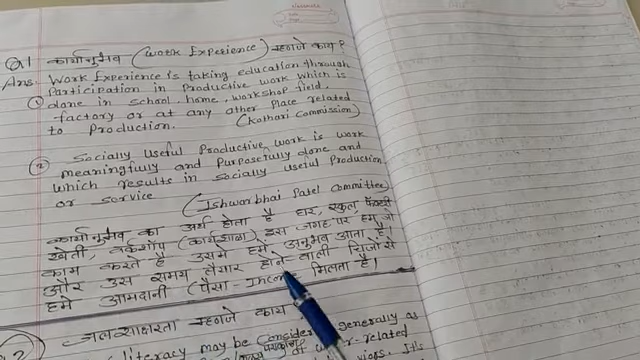 Q1 कार्यानुभव (Work Experience) म्हणजे काय?
Ans. Work Experience is taking education through
① Participation in Productive work which is
done in school, home, workshop field,
factory or at any other Place related
to Production. (Kothari Commission)
② Socially Useful Productive work is work
meaningfully and Purposefully done and
which results in socially useful Production
or service
(Ishwarbhai Patel Committee)
कार्यानुभव का अर्थ होता है घर, स्कुल, फॅक्टरी
खेती, वर्कशॉप (कार्यशाळा) इस जगह पर, हम जो
काम करते है उसमे हमे अनुभव आता है।
और उस समय तैयार होने वाली चिजों से
हमे आमदानी (पैसा - Income मिलता है।
2 जलसाक्षरता म्हणजे काय
literacy may be Consider generally as
of water-related